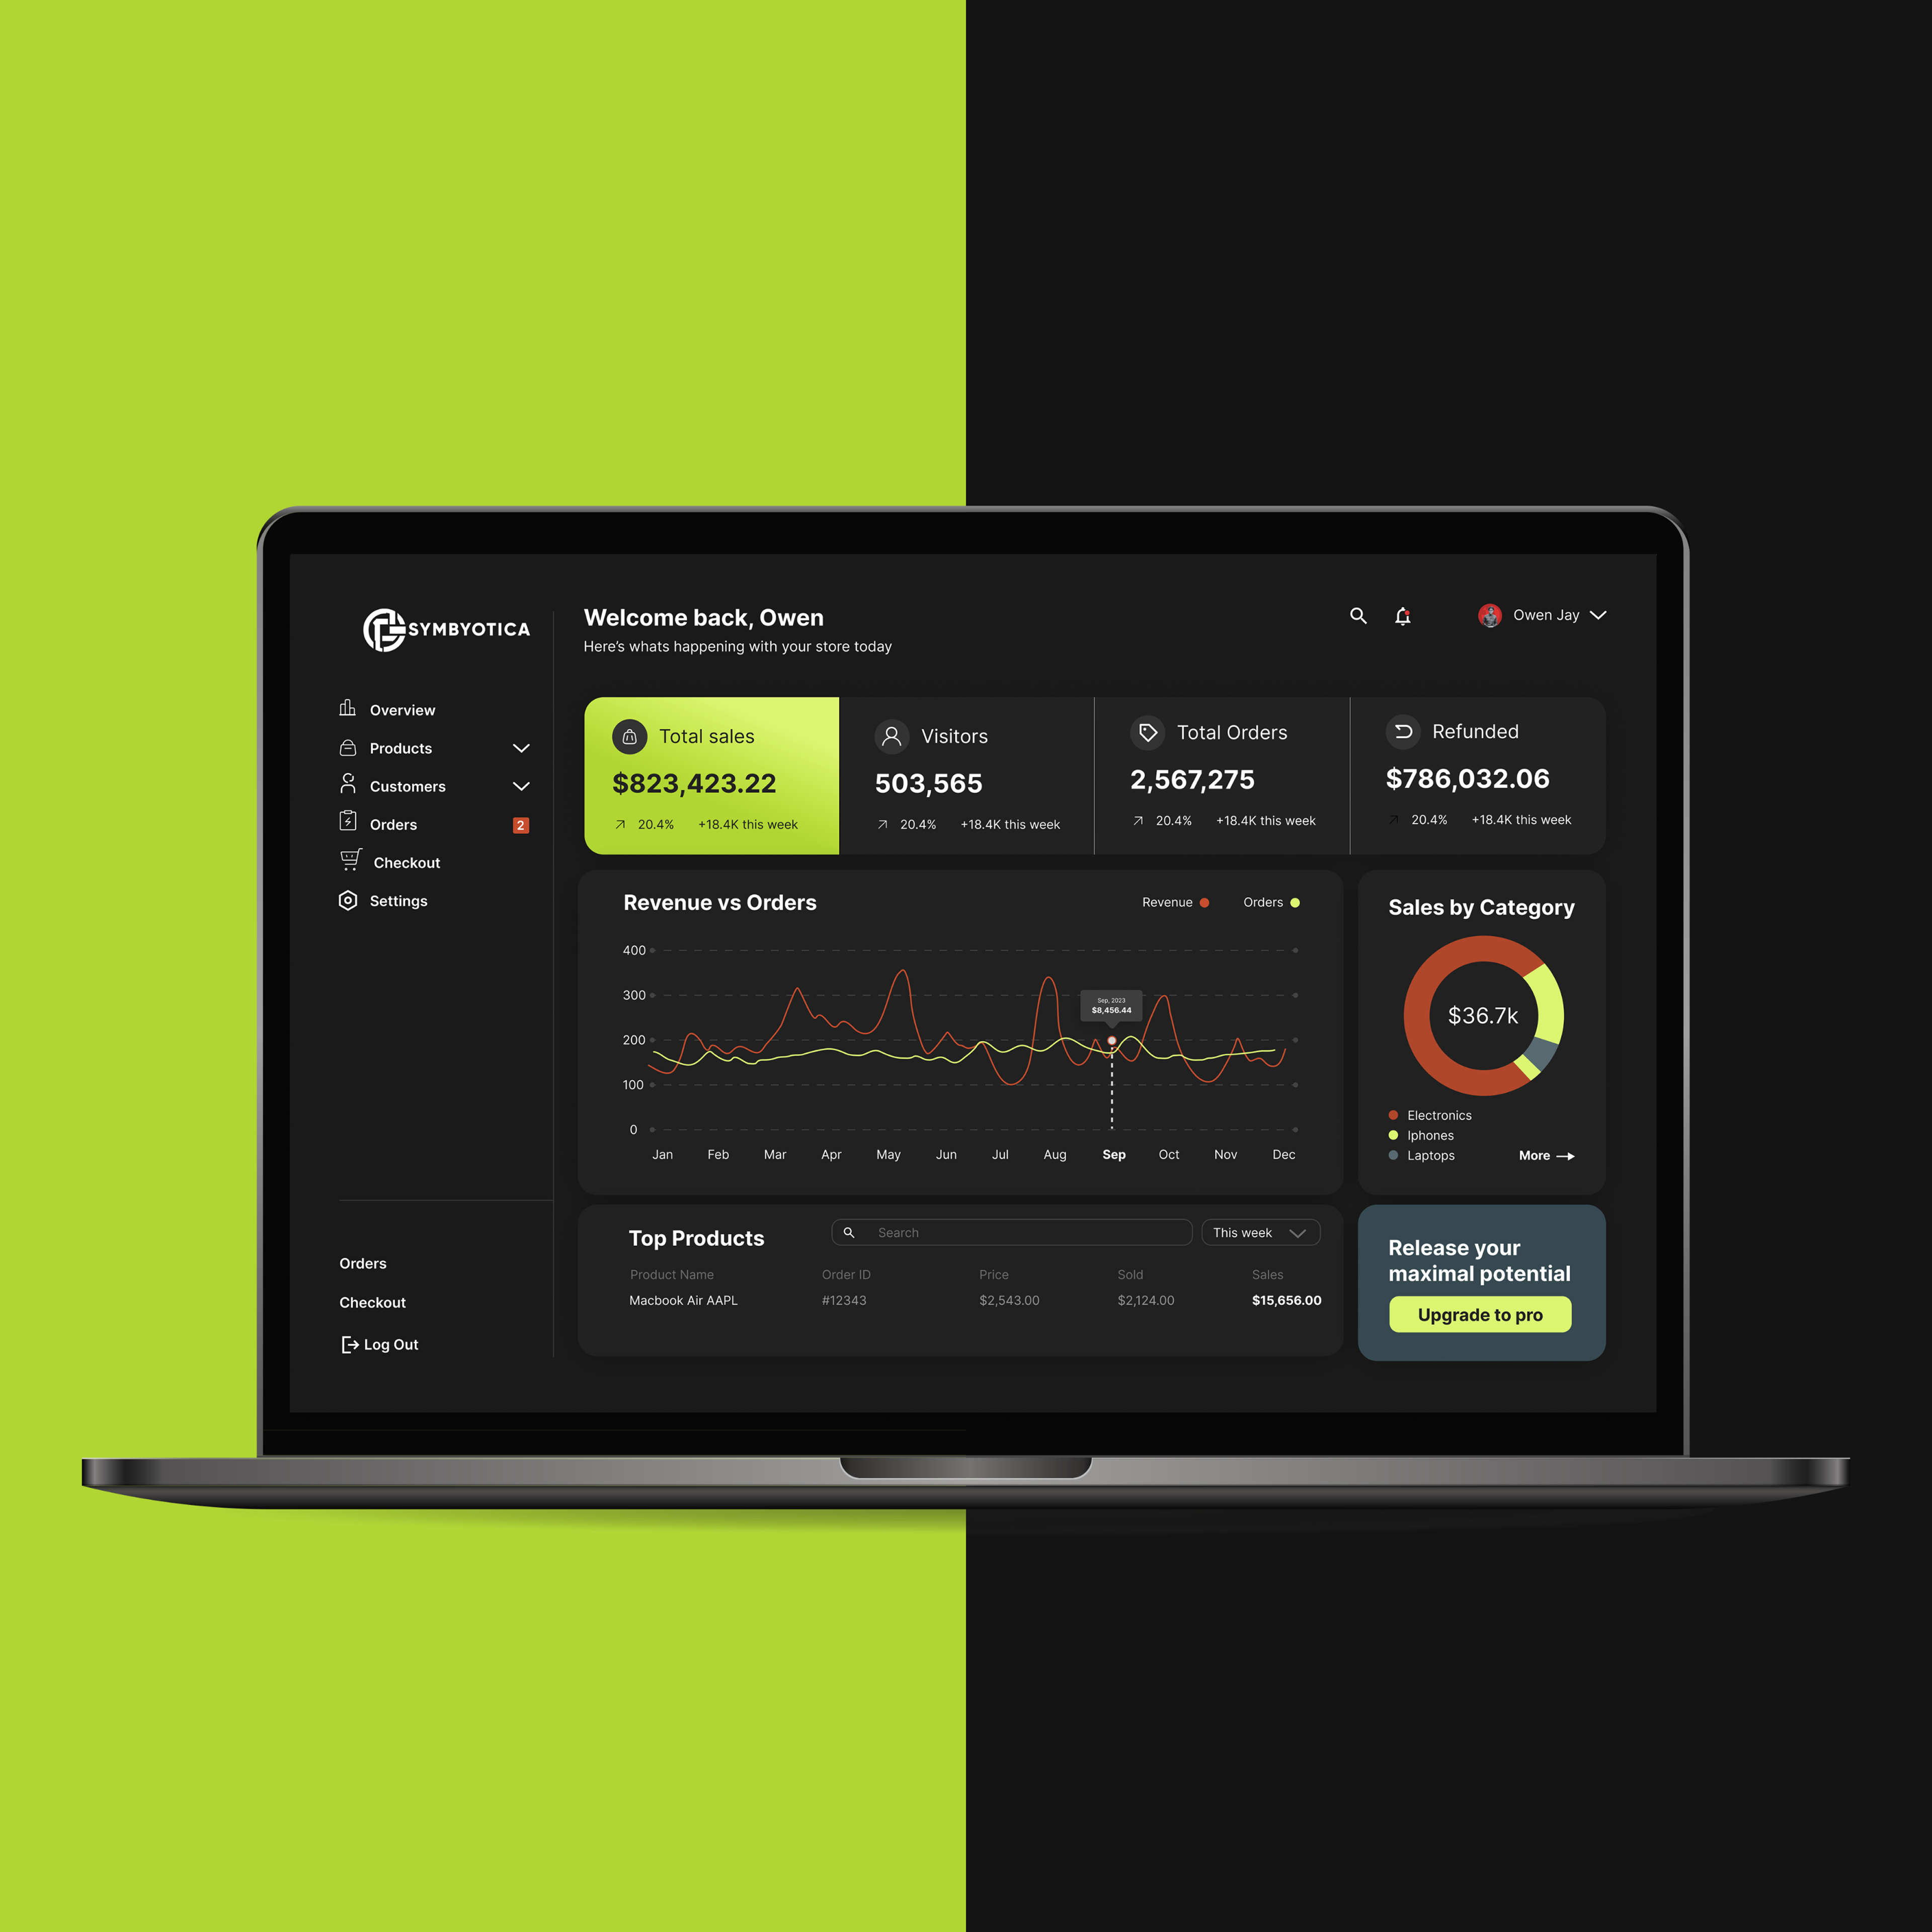 SYMBYOTICA
Welcome back, Owen
Here's whats happening with your store today
Owen Jay
Overview
Products
Customers
Orders 2
Checkout
Settings
Orders
Checkout
Log Out
Total sales
$823,423.22
20.4% +18.4K this week
Visitors
503,565
20.4% +18.4K this week
Total Orders
2,567,275
20.4% +18.4K this week
Refunded
$786,032.06
20.4% +18.4K this week
Revenue vs Orders
Revenue Orders
400
300
200
100
0
Sep, 2023
$8,456.44
Jan Feb Mar Apr May Jun Jul Aug Sep Oct Nov Dec
Sales by Category
$36.7k
Electronics
Iphones
Laptops
More
Top Products
Search
This week
Product Name Order ID Price Sold Sales
Macbook Air AAPL #12343 $2,543.00 $2,124.00 $15,656.00
Release your
maximal potential
Upgrade to pro